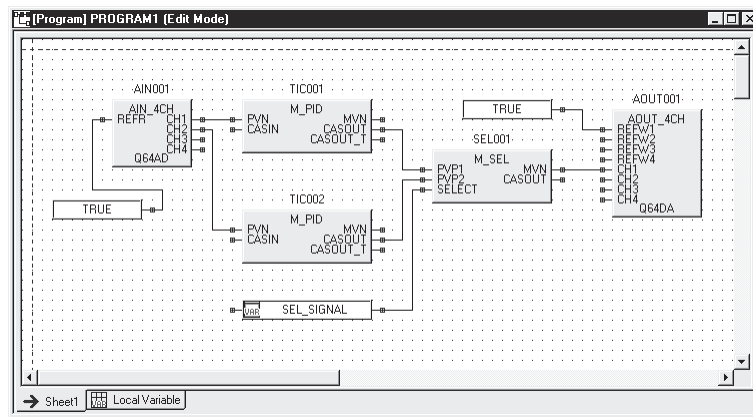 [Program] PROGRAM1 (Edit Mode)
AIN001
AIN_4CH
REFR CH1
CH2
CH3
CH4
Q64AD
TRUE
TIC001
M_PID
PVN MVN
CASIN CASOUT
CASOUT_T
TIC002
M_PID
PVN MVN
CASIN CASOUT
CASOUT_T
VAR SEL_SIGNAL
TRUE
SEL001
M_SEL
PVP1 MVN
PVP2 CASOUT
SELECT
AOUT001
AOUT_4CH
REFW1
REFW2
REFW3
REFW4
CH1
CH2
CH3
CH4
Q64DA
Sheet1 VAR Local Variable